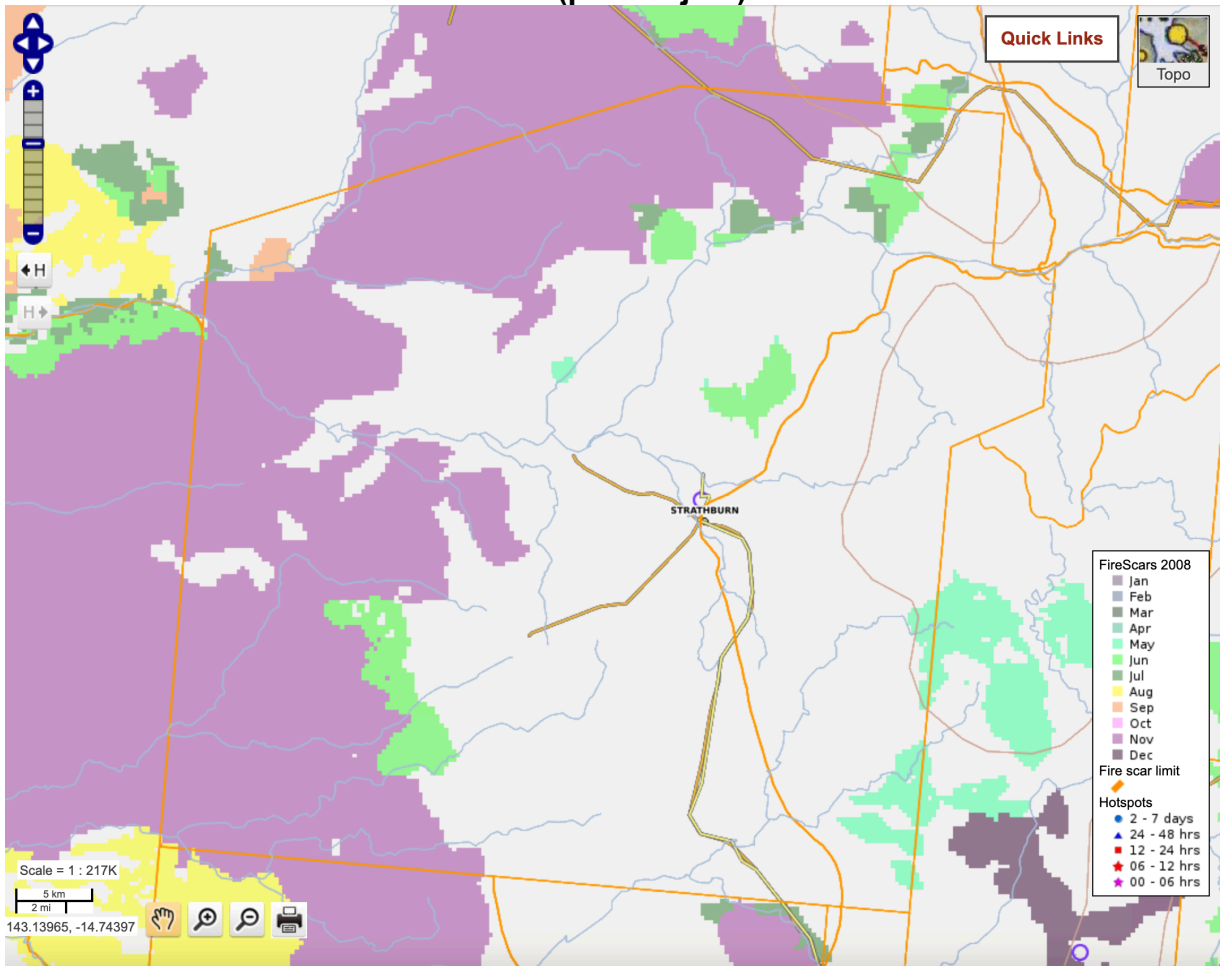 Quick Links
Topo
+
−
H
H
STRATHBURN
FireScars 2008
Jan
Feb
Mar
Apr
May
Jun
Jul
Aug
Sep
Oct
Nov
Dec
Fire scar limit
Hotspots
2 - 7 days
24 - 48 hrs
12 - 24 hrs
06 - 12 hrs
00 - 06 hrs
Scale = 1 : 217K
5 km
2 mi
143.13965, -14.74397